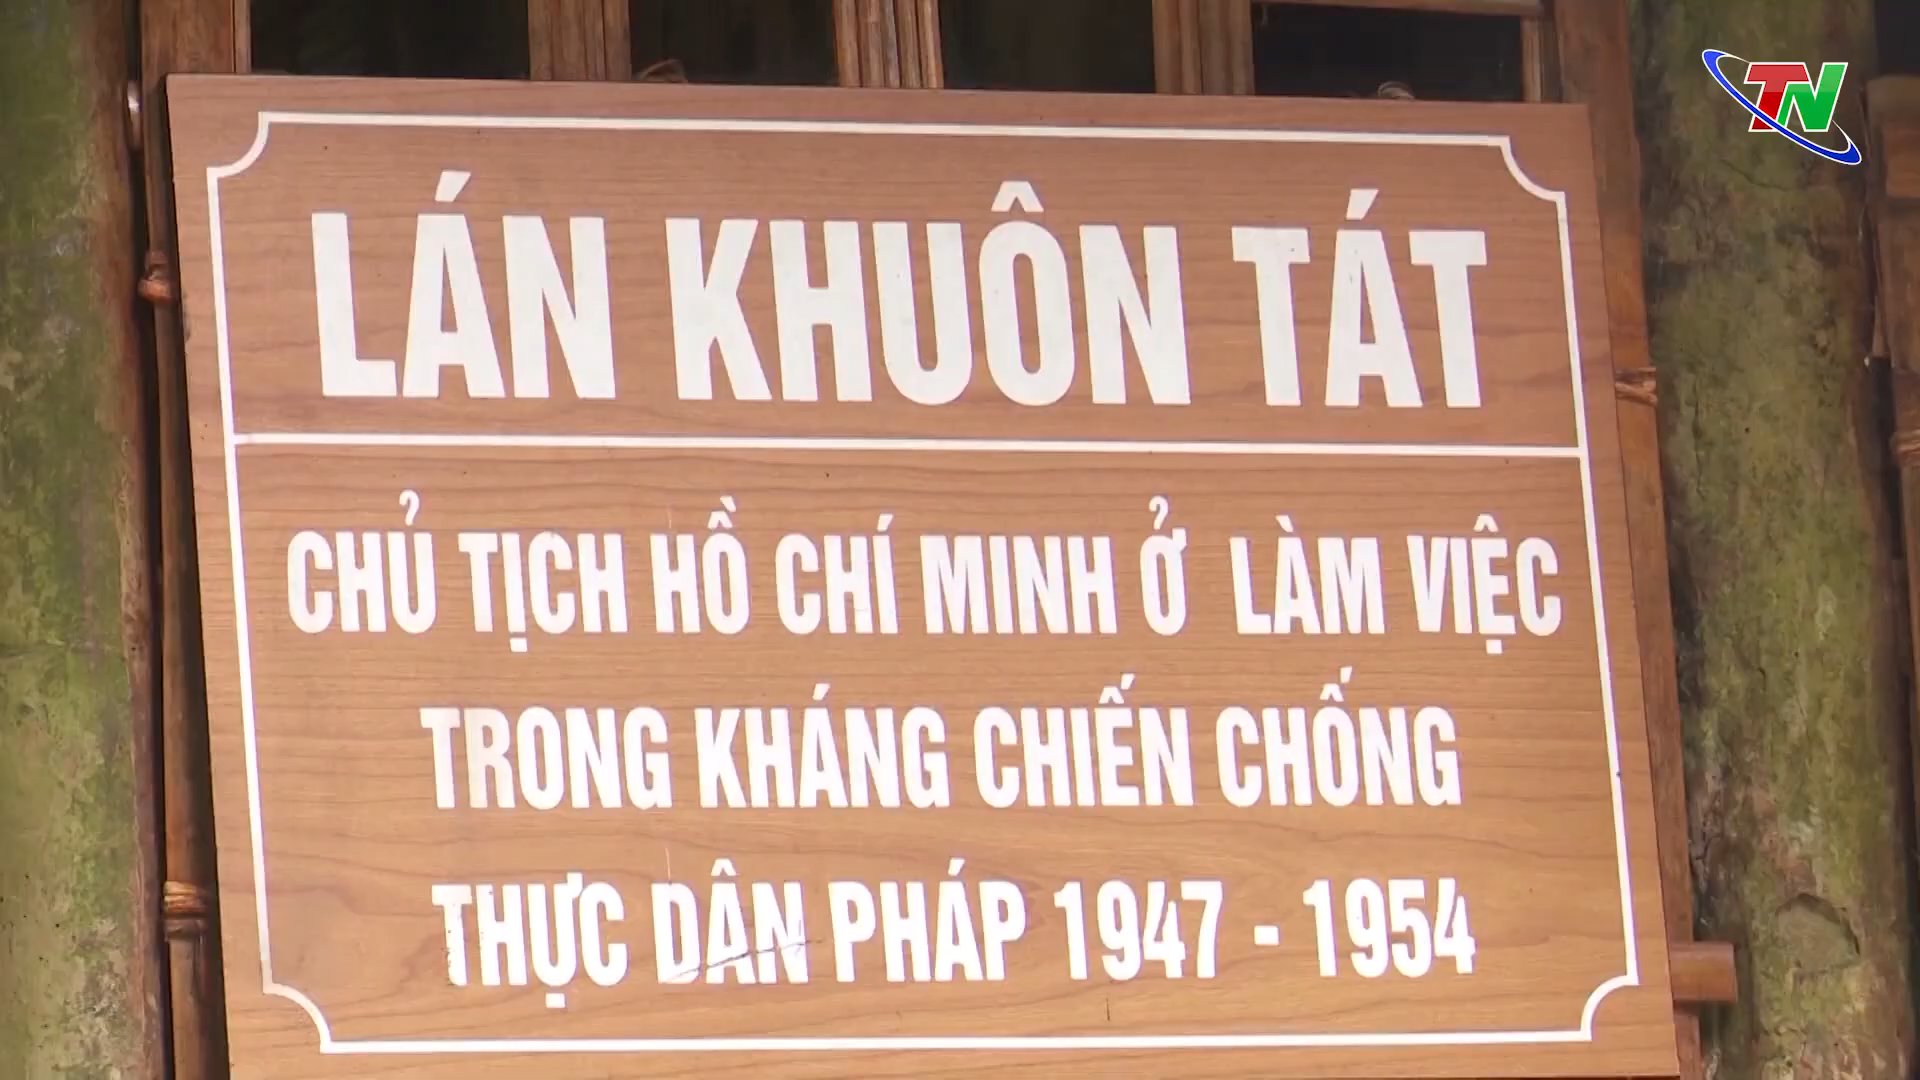 TN
LÁN KHUÔN TÁT
CHỦ TỊCH HỒ CHÍ MINH Ở LÀM VIỆC
TRONG KHÁNG CHIẾN CHỐNG
THỰC DÂN PHÁP 1947 - 1954